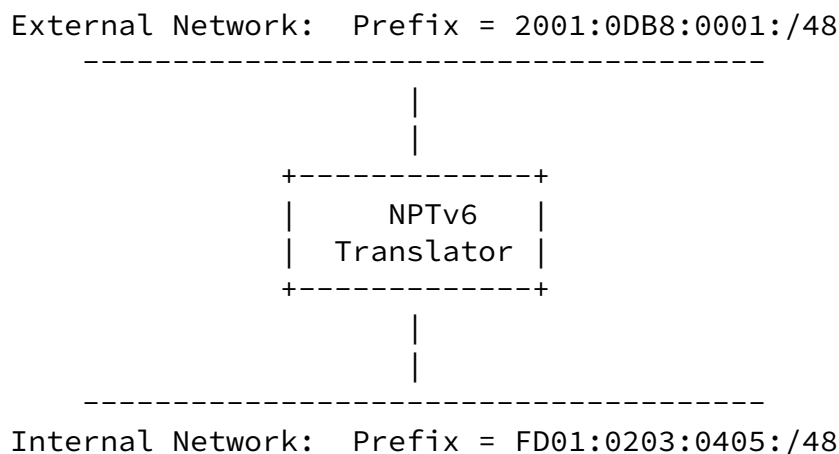 External Network:  Prefix = 2001:0DB8:0001:/48
NPTv6
Translator
Internal Network:  Prefix = FD01:0203:0405:/48